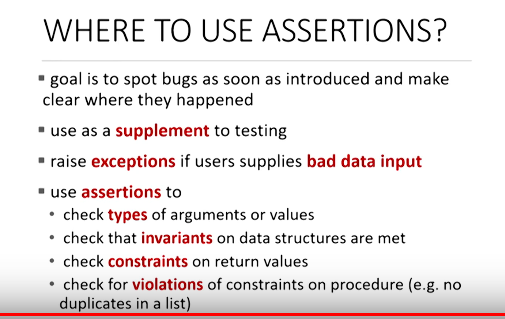 WHERE TO USE ASSERTIONS?
▪ goal is to spot bugs as soon as introduced and make
clear where they happened
▪ use as a supplement to testing
▪ raise exceptions if users supplies bad data input
▪ use assertions to
• check types of arguments or values
• check that invariants on data structures are met
• check constraints on return values
• check for violations of constraints on procedure (e.g. no
duplicates in a list)